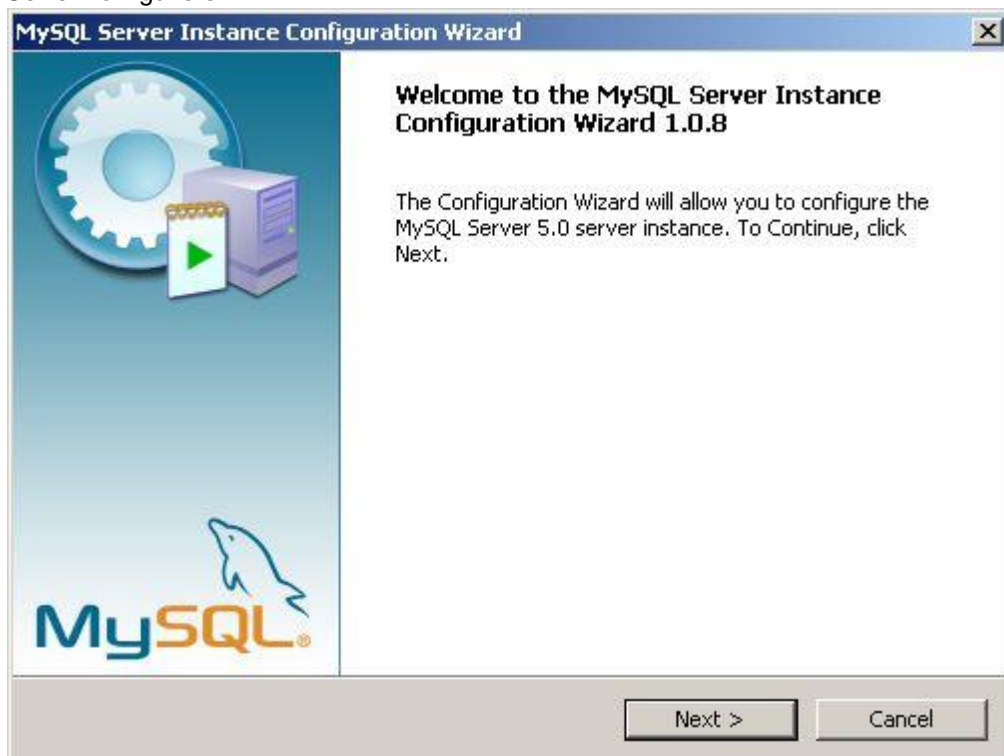 MySQL Server Instance Configuration Wizard
Welcome to the MySQL Server Instance
Configuration Wizard 1.0.8
The Configuration Wizard will allow you to configure the
MySQL Server 5.0 server instance. To Continue, click
Next.
MySQL®
Next >
Cancel